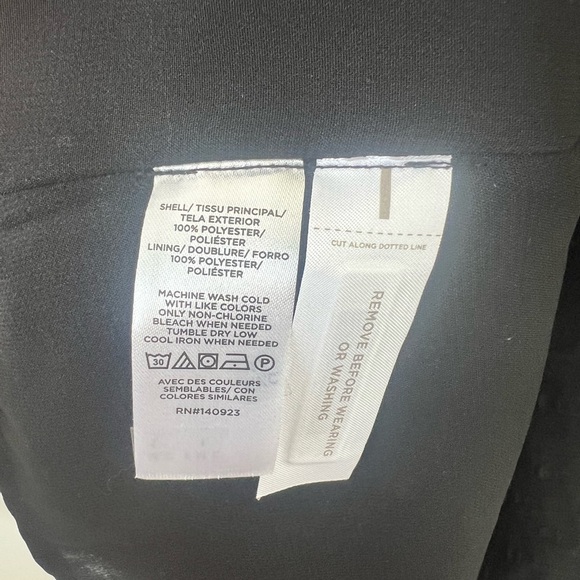 SHELL/ TISSU PRINCIPAL/
TELA EXTERIOR
100% POLYESTER/
POLIÉSTER
LINING/ DOUBLURE/ FORRO
100% POLYESTER/
POLIÉSTER
MACHINE WASH COLD
WITH LIKE COLORS
ONLY NON-CHLORINE
BLEACH WHEN NEEDED
TUMBLE DRY LOW
COOL IRON WHEN NEEDED
30 P
AVEC DES COULEURS
SEMBLABLES/ CON
COLORES SIMILARES
RN#140923
CUT ALONG DOTTED LINE
REMOVE BEFORE WEARING
OR WASHING